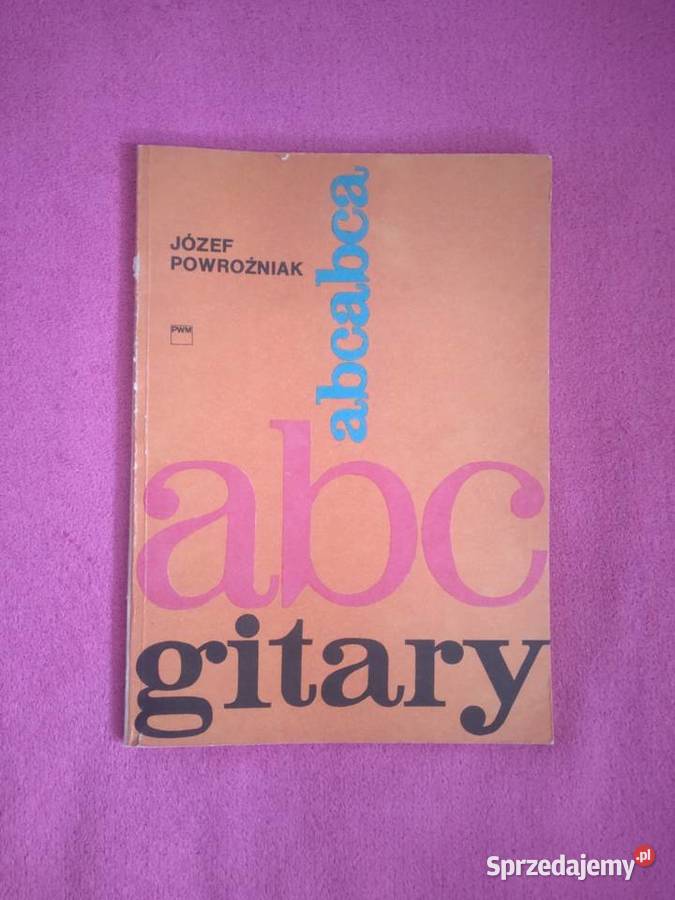 JÓZEF
POWROŹNIAK
PWM
abcabca
abc
gitary
Sprzedajemy.pl